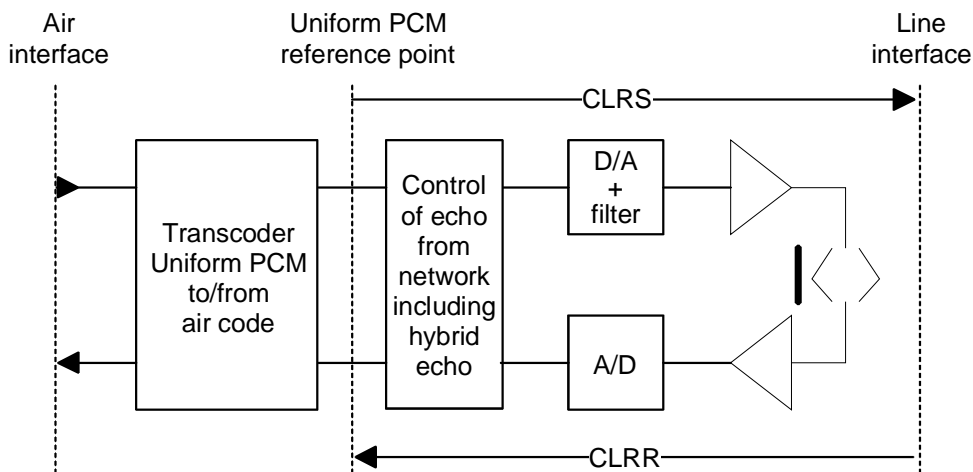 Air
interface
Uniform PCM
reference point
Line
interface
CLRS
Transcoder
Uniform PCM
to/from
air code
Control
of echo
from
network
including
hybrid
echo
D/A
+
filter
A/D
CLRR